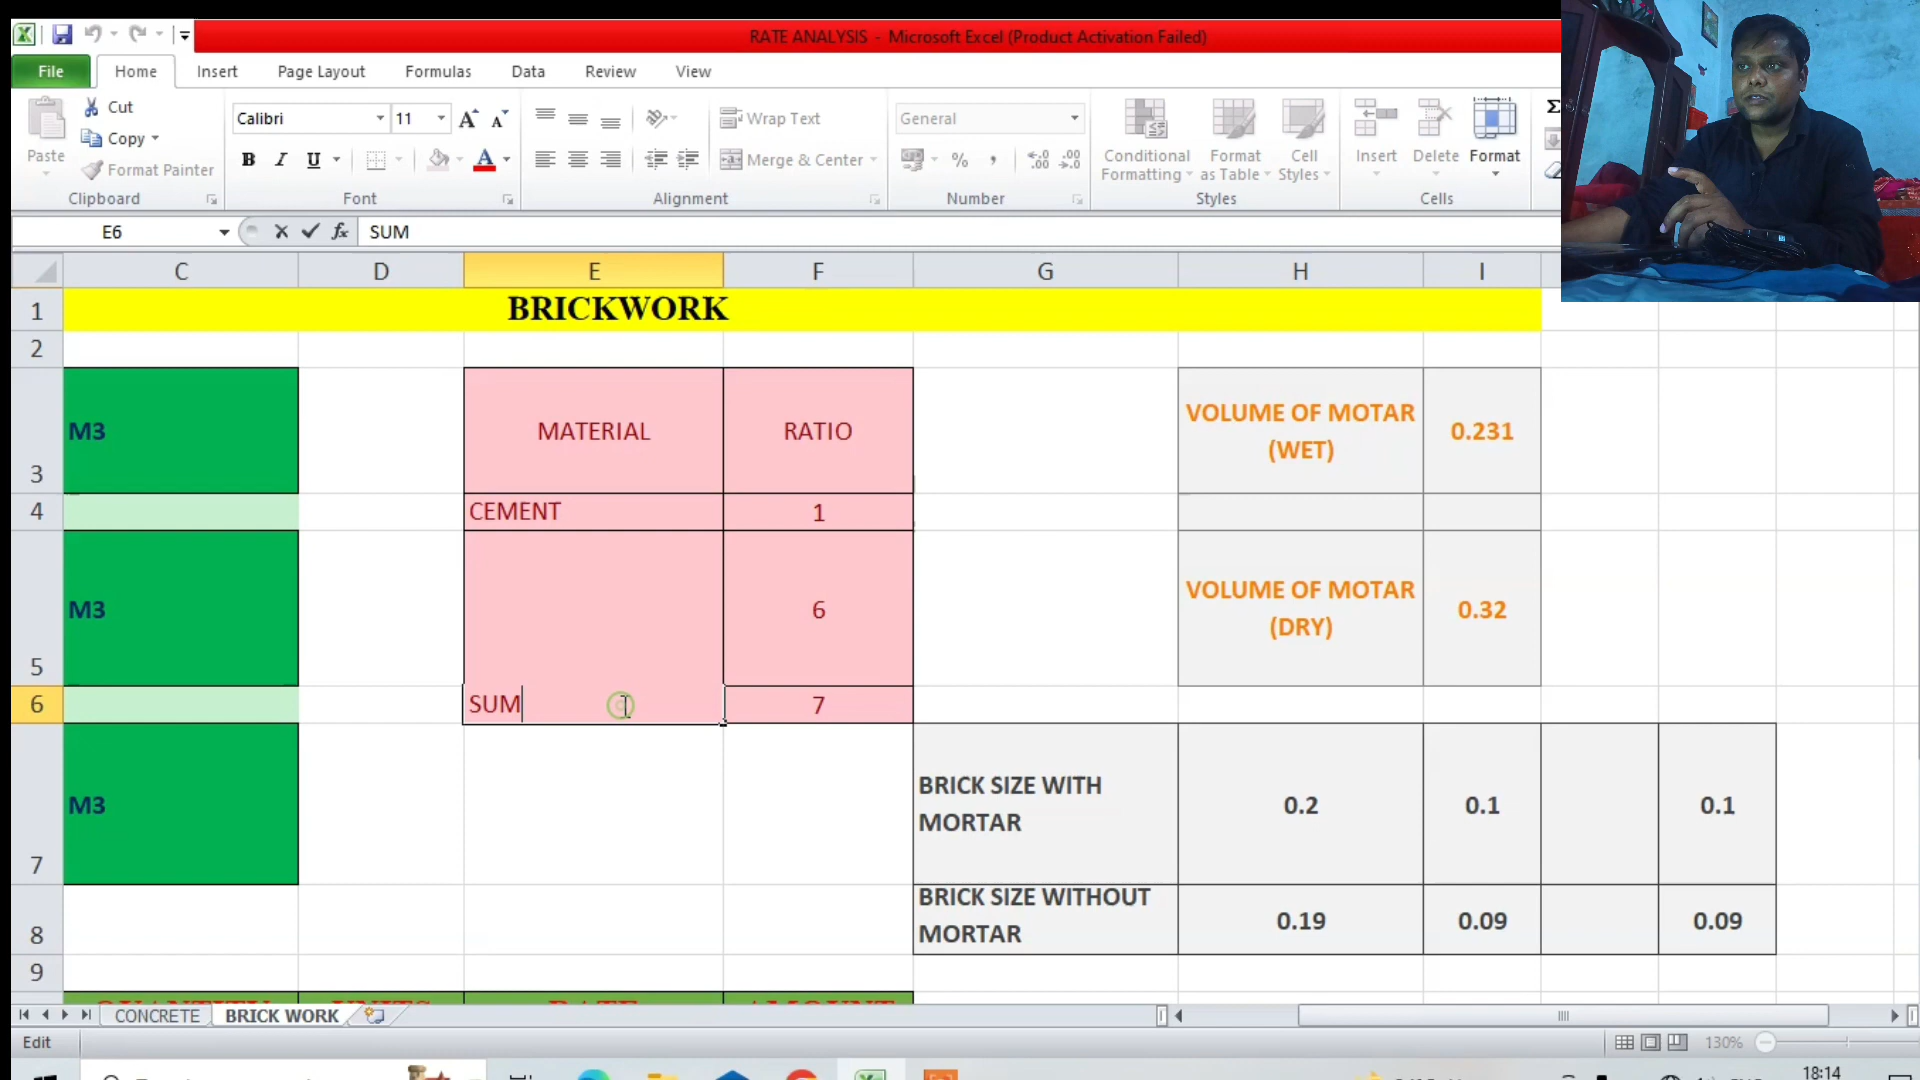 RATE ANALYSIS - Microsoft Excel (Product Activation Failed)
File Home Insert Page Layout Formulas Data Review View
Paste
Cut
Copy
Format Painter
Clipboard
Calibri 11
B I U A
Font
Wrap Text
Merge & Center
Alignment
General
%
Number
Conditional Formatting
Format as Table
Cell Styles
Styles
Insert Delete Format
Cells
Σ
E6 fx SUM
C D E F G H I
1 BRICKWORK
2
3 M3 MATERIAL RATIO VOLUME OF MOTAR (WET) 0.231
4 CEMENT 1
5 M3 6 VOLUME OF MOTAR (DRY) 0.32
6 SUM 7
7 M3 BRICK SIZE WITH MORTAR 0.2 0.1 0.1
8 BRICK SIZE WITHOUT MORTAR 0.19 0.09 0.09
9
QUANTITY UNITS RATE AMOUNT
CONCRETE BRICK WORK
Edit 130%
18:14